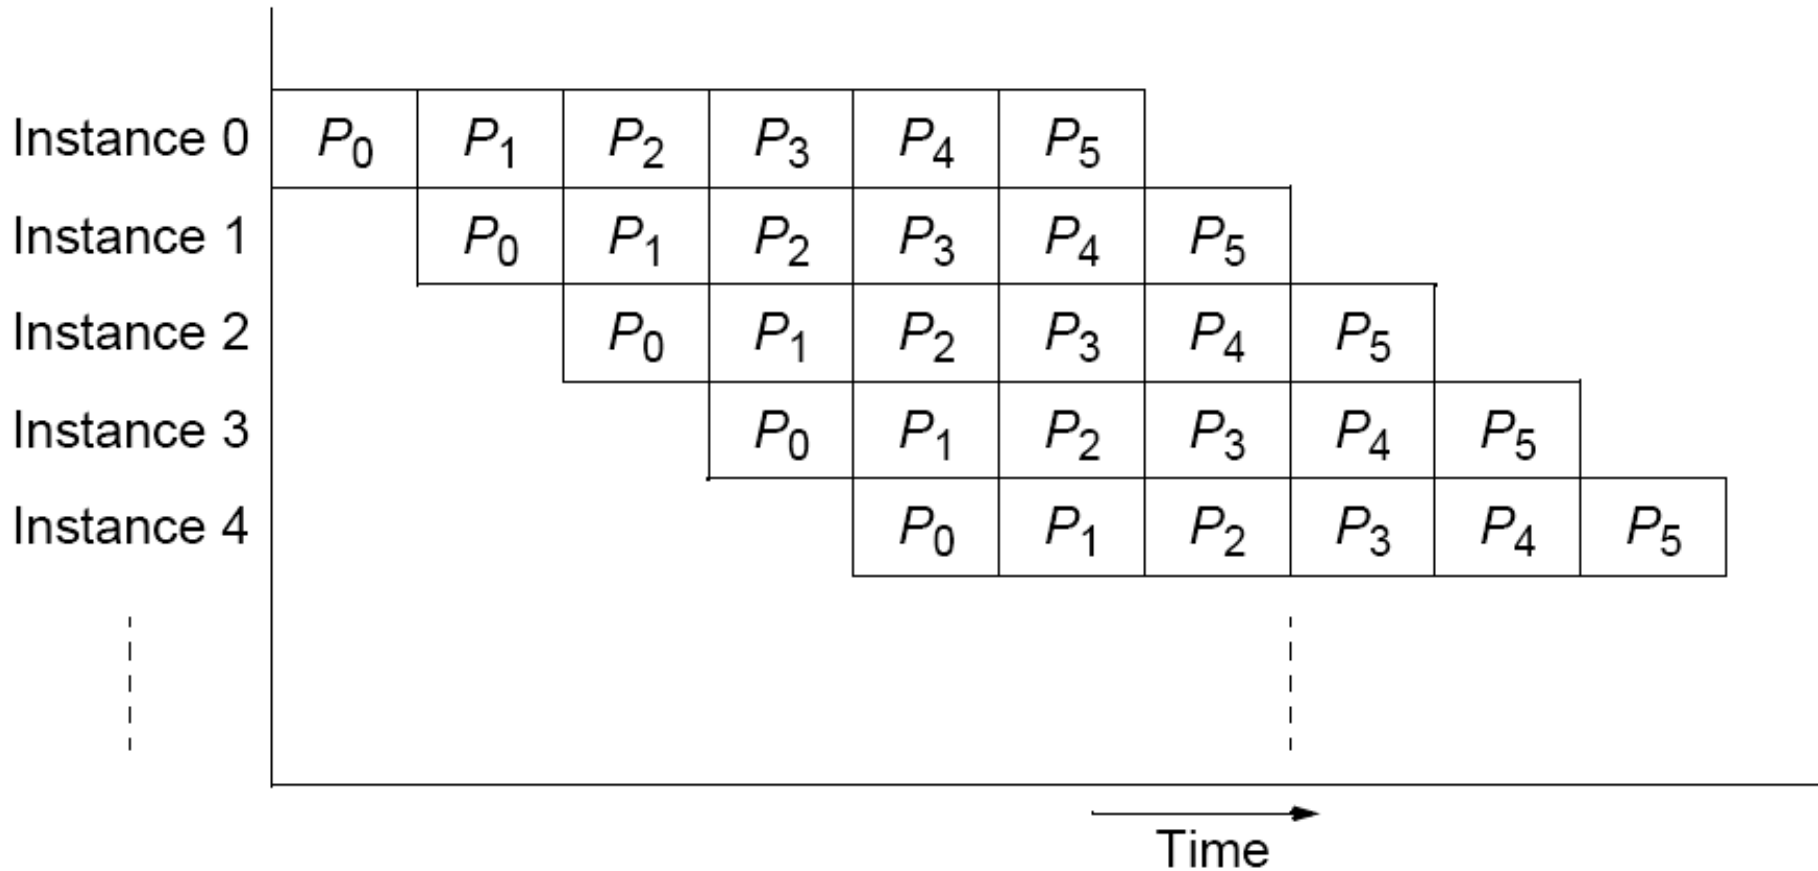 Instance 0 P0 P1 P2 P3 P4 P5
Instance 1 P0 P1 P2 P3 P4 P5
Instance 2 P0 P1 P2 P3 P4 P5
Instance 3 P0 P1 P2 P3 P4 P5
Instance 4 P0 P1 P2 P3 P4 P5
Time